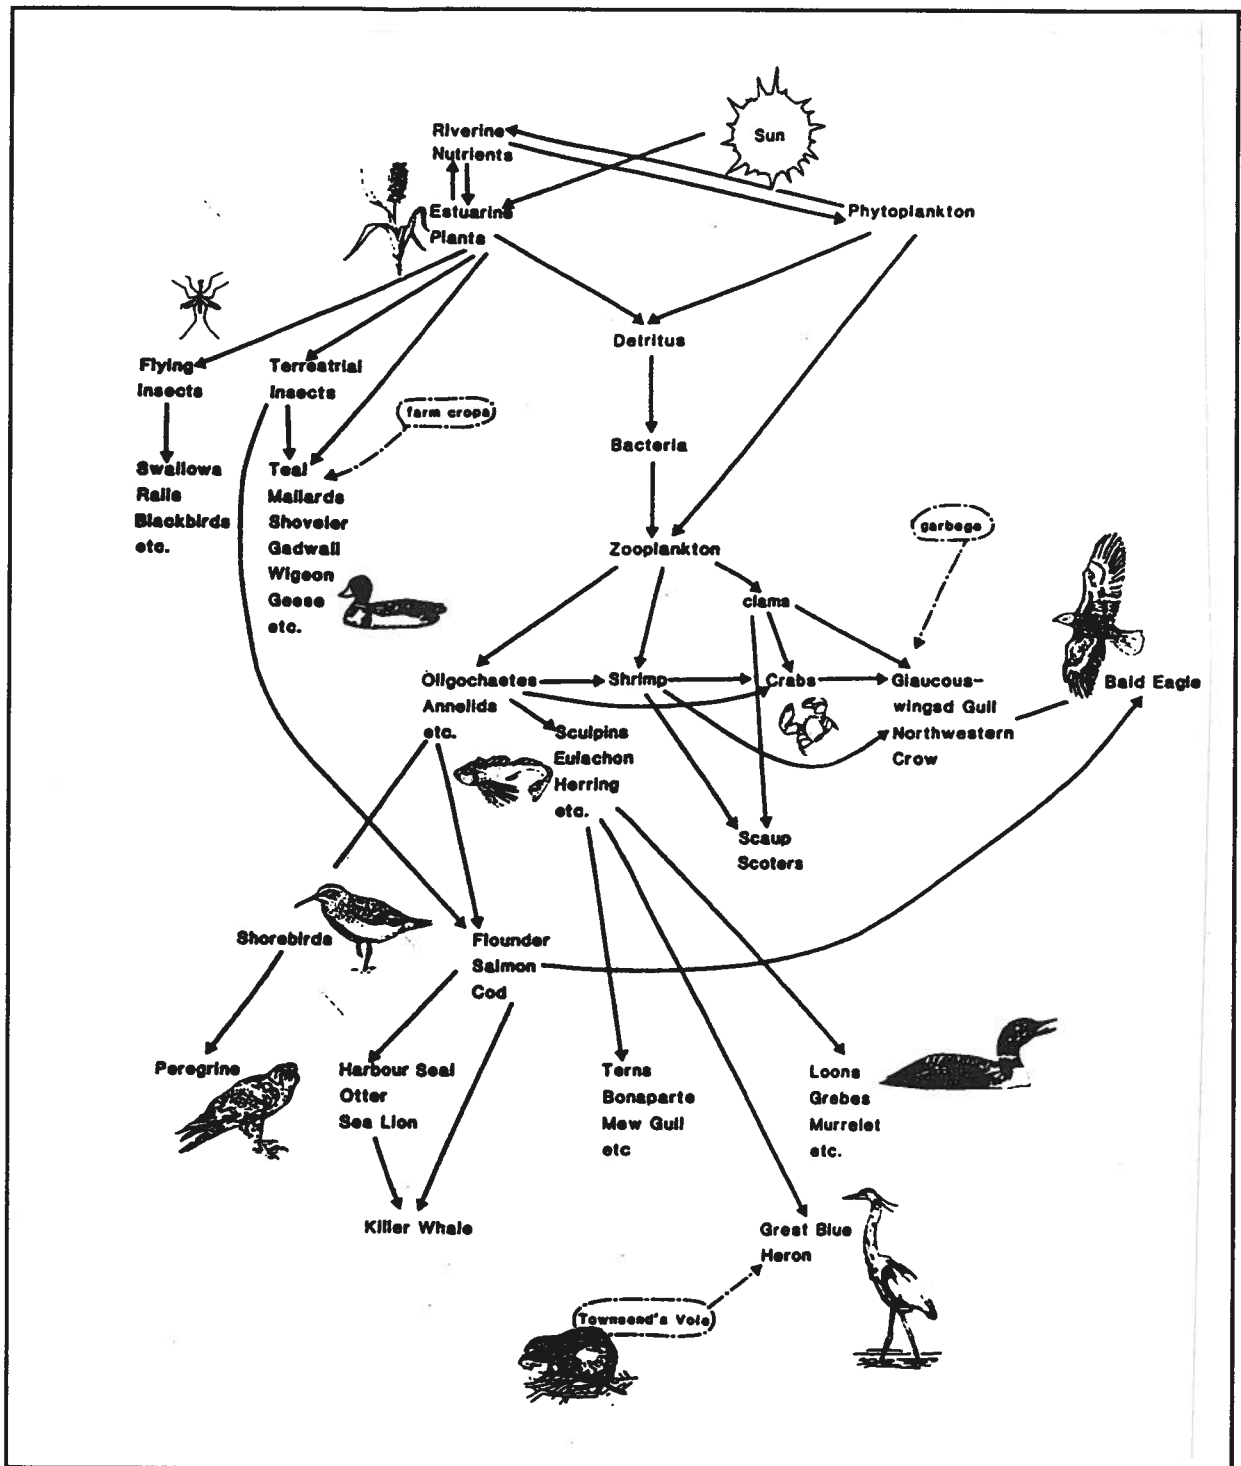 Sun
Riverine
Nutrients
Estuarine
Plants
Phytoplankton
Detritus
Flying
Insects
Terrestrial
Insects
farm crops
Bacteria
Swallows
Rails
Blackbirds
etc.
Teal
Mallards
Shoveler
Gadwall
Wigeon
Geese
etc.
garbege
Zooplankton
clams
Oligochaetes
Annelids
etc.
Shrimp
Crabs
Glaucous-
wingsd Gull
Northwestern
Crow
Bald Eagle
Sculpins
Eulachon
Herring
etc.
Scaup
Scoters
Shorebirds
Flounder
Salmon
Cod
Peregrine
Harbour Seal
Otter
Sea Lion
Terns
Bonaparte
Mew Gull
etc
Loons
Grebes
Murrelet
etc.
Killer Whale
Great Blue
Heron
Townsend's Vole